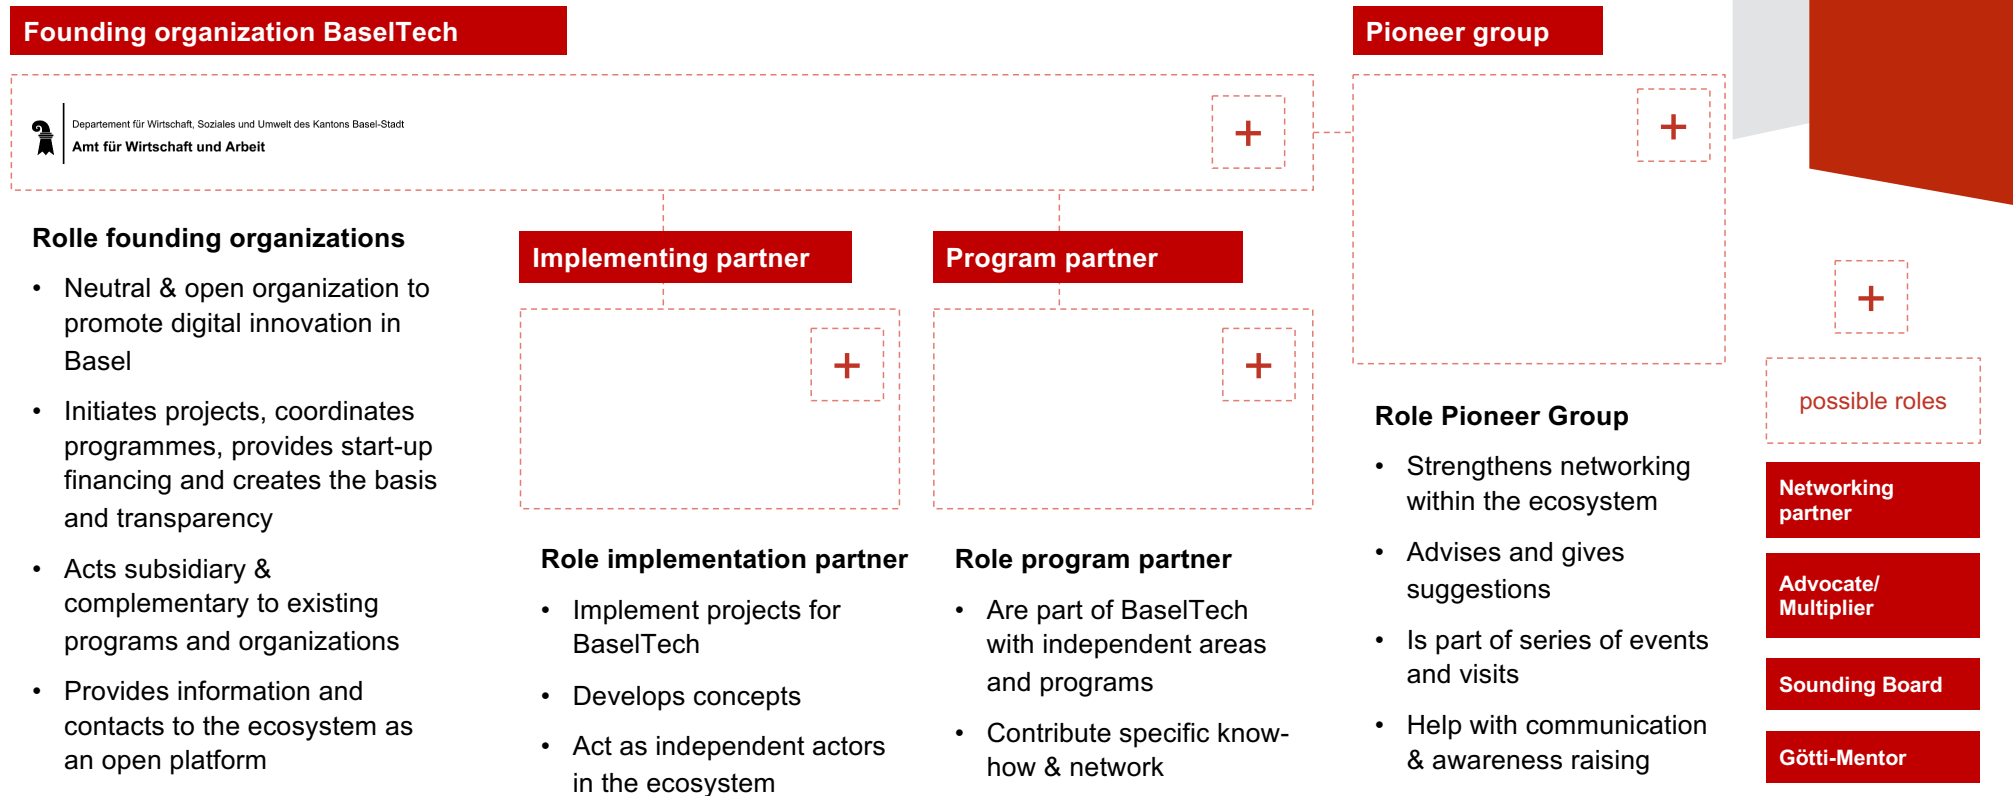 Founding organization BaselTech
Departement für Wirtschaft, Soziales und Umwelt des Kantons Basel-Stadt
Amt für Wirtschaft und Arbeit
+
Rolle founding organizations
• Neutral & open organization to
promote digital innovation in
Basel
• Initiates projects, coordinates
programmes, provides start-up
financing and creates the basis
and transparency
• Acts subsidiary &
complementary to existing
programs and organizations
• Provides information and
contacts to the ecosystem as
an open platform
Implementing partner
+
Role implementation partner
• Implement projects for
BaselTech
• Develops concepts
• Act as independent actors
in the ecosystem
Program partner
+
Role program partner
• Are part of BaselTech
with independent areas
and programs
• Contribute specific know-
how & network
Pioneer group
+
Role Pioneer Group
• Strengthens networking
within the ecosystem
• Advises and gives
suggestions
• Is part of series of events
and visits
• Help with communication
& awareness raising
+
possible roles
Networking
partner
Advocate/
Multiplier
Sounding Board
Götti-Mentor